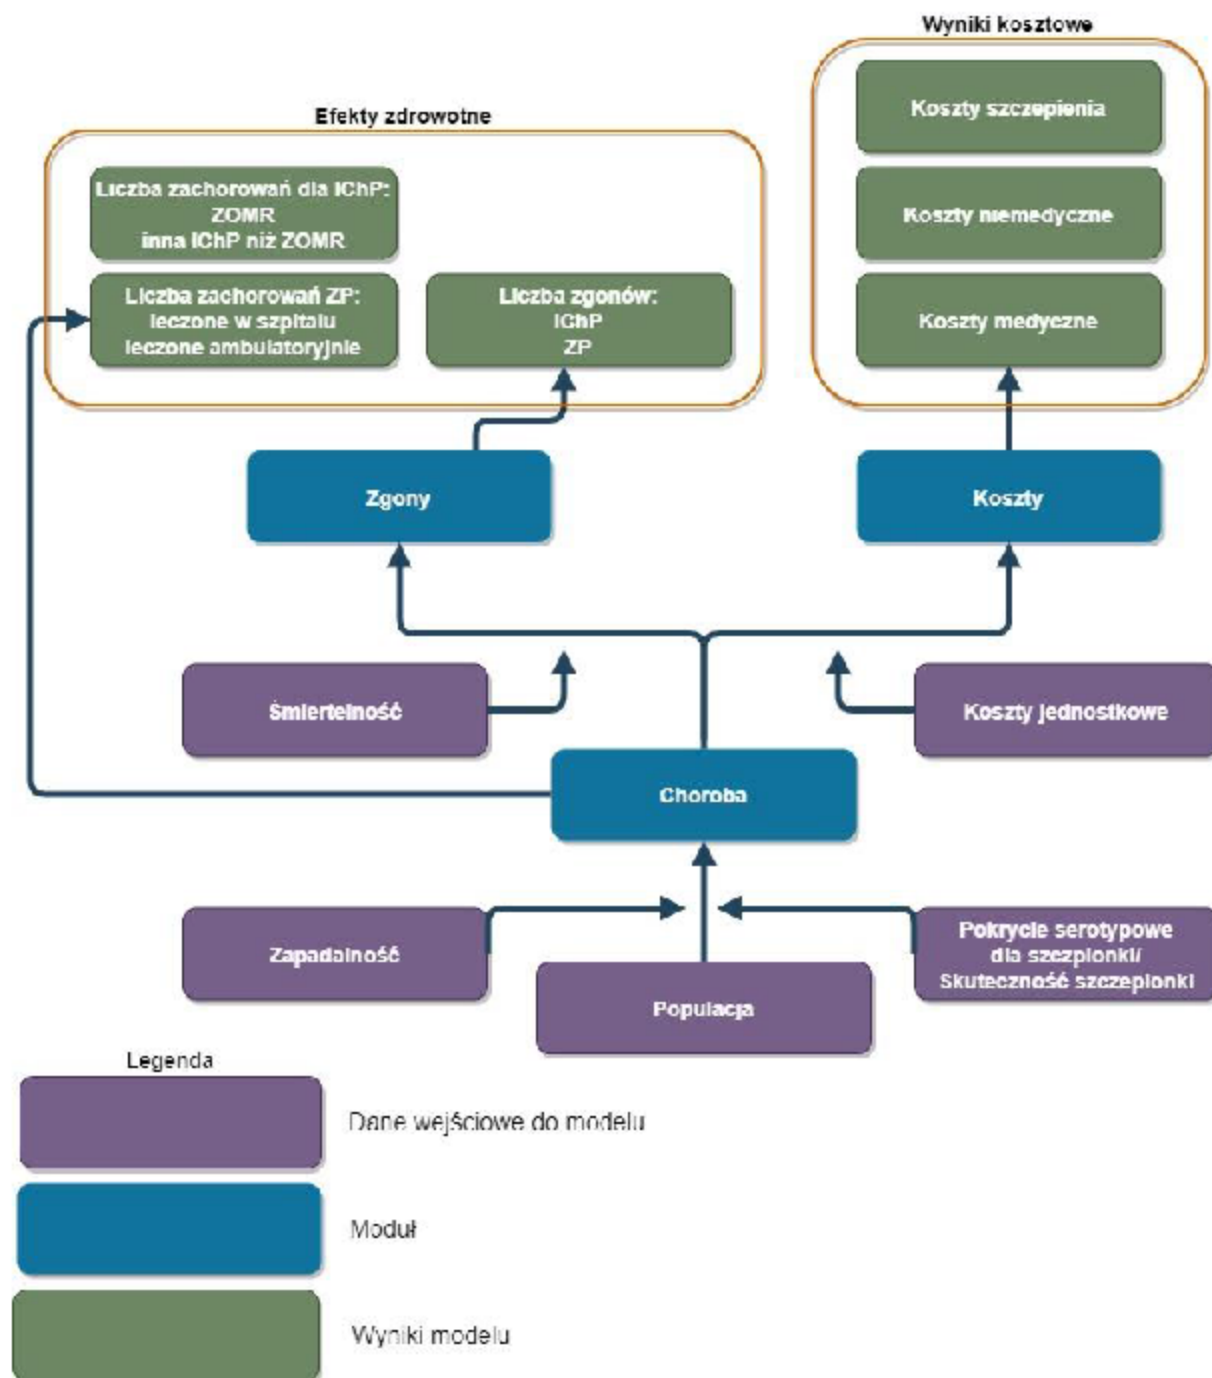 Wyniki kosztowe
Koszty szczepienia
Koszty niemedyczne
Koszty medyczne
Efekty zdrowotne
Liczba zachorowań dla IChP:
ZOMR
inna IChP niż ZOMR
Liczba zachorowań ZP:
leczone w szpitalu
leczone ambulatoryjnie
Liczba zgonów:
IChP
ZP
Zgony
Koszty
Śmiertelność
Koszty jednostkowe
Choroba
Zapadalność
Populacja
Pokrycie serotypowe
dla szczpionki/
Skuteczność szczepionki
Legenda
Dane wejściowe do modelu
Moduł
Wyniki modelu